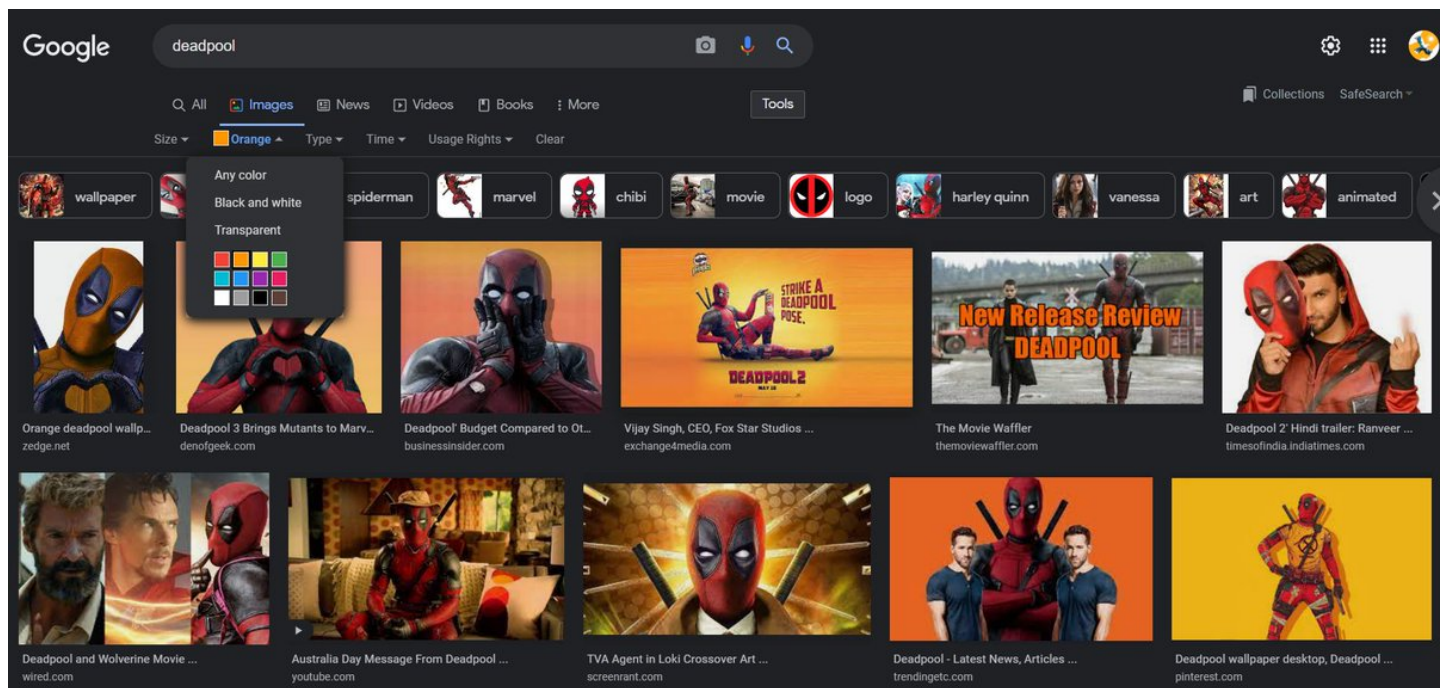 Google
deadpool
All Images News Videos Books More Tools
Collections SafeSearch
Size Orange Type Time Usage Rights Clear
Any color
Black and white
Transparent
wallpaper spiderman marvel chibi movie logo harley quinn vanessa art animated
STRIKE A
DEADPOOL
POSE.
DEADPOOL 2
MAY 18
New Release Review
DEADPOOL
Orange deadpool wallp...
zedge.net
Deadpool 3 Brings Mutants to Marv...
denofgeek.com
Deadpool' Budget Compared to Ot...
businessinsider.com
Vijay Singh, CEO, Fox Star Studios ...
exchange4media.com
The Movie Waffler
themoviewaffler.com
Deadpool 2' Hindi trailer: Ranveer ...
timesofindia.indiatimes.com
Deadpool and Wolverine Movie ...
wired.com
Australia Day Message From Deadpool ...
youtube.com
TVA Agent in Loki Crossover Art ...
screenrant.com
Deadpool - Latest News, Articles ...
trendingetc.com
Deadpool wallpaper desktop, Deadpool ...
pinterest.com